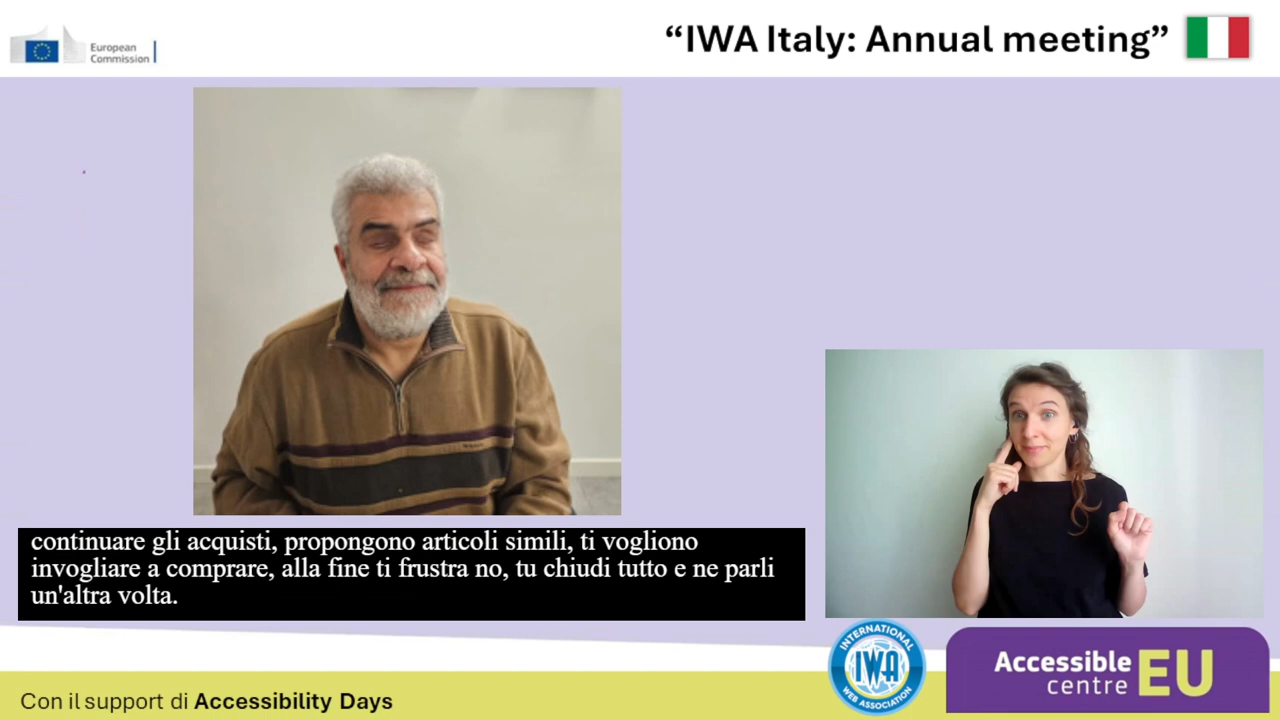 European
Commission
“IWA Italy: Annual meeting”
continuare gli acquisti, propongono articoli simili, ti vogliono
invogliare a comprare, alla fine ti frustra no, tu chiudi tutto e ne parli
un'altra volta.
INTERNATIONAL
IWA
WEB ASSOCIATION
Accessible
centre
EU
Con il support di Accessibility Days